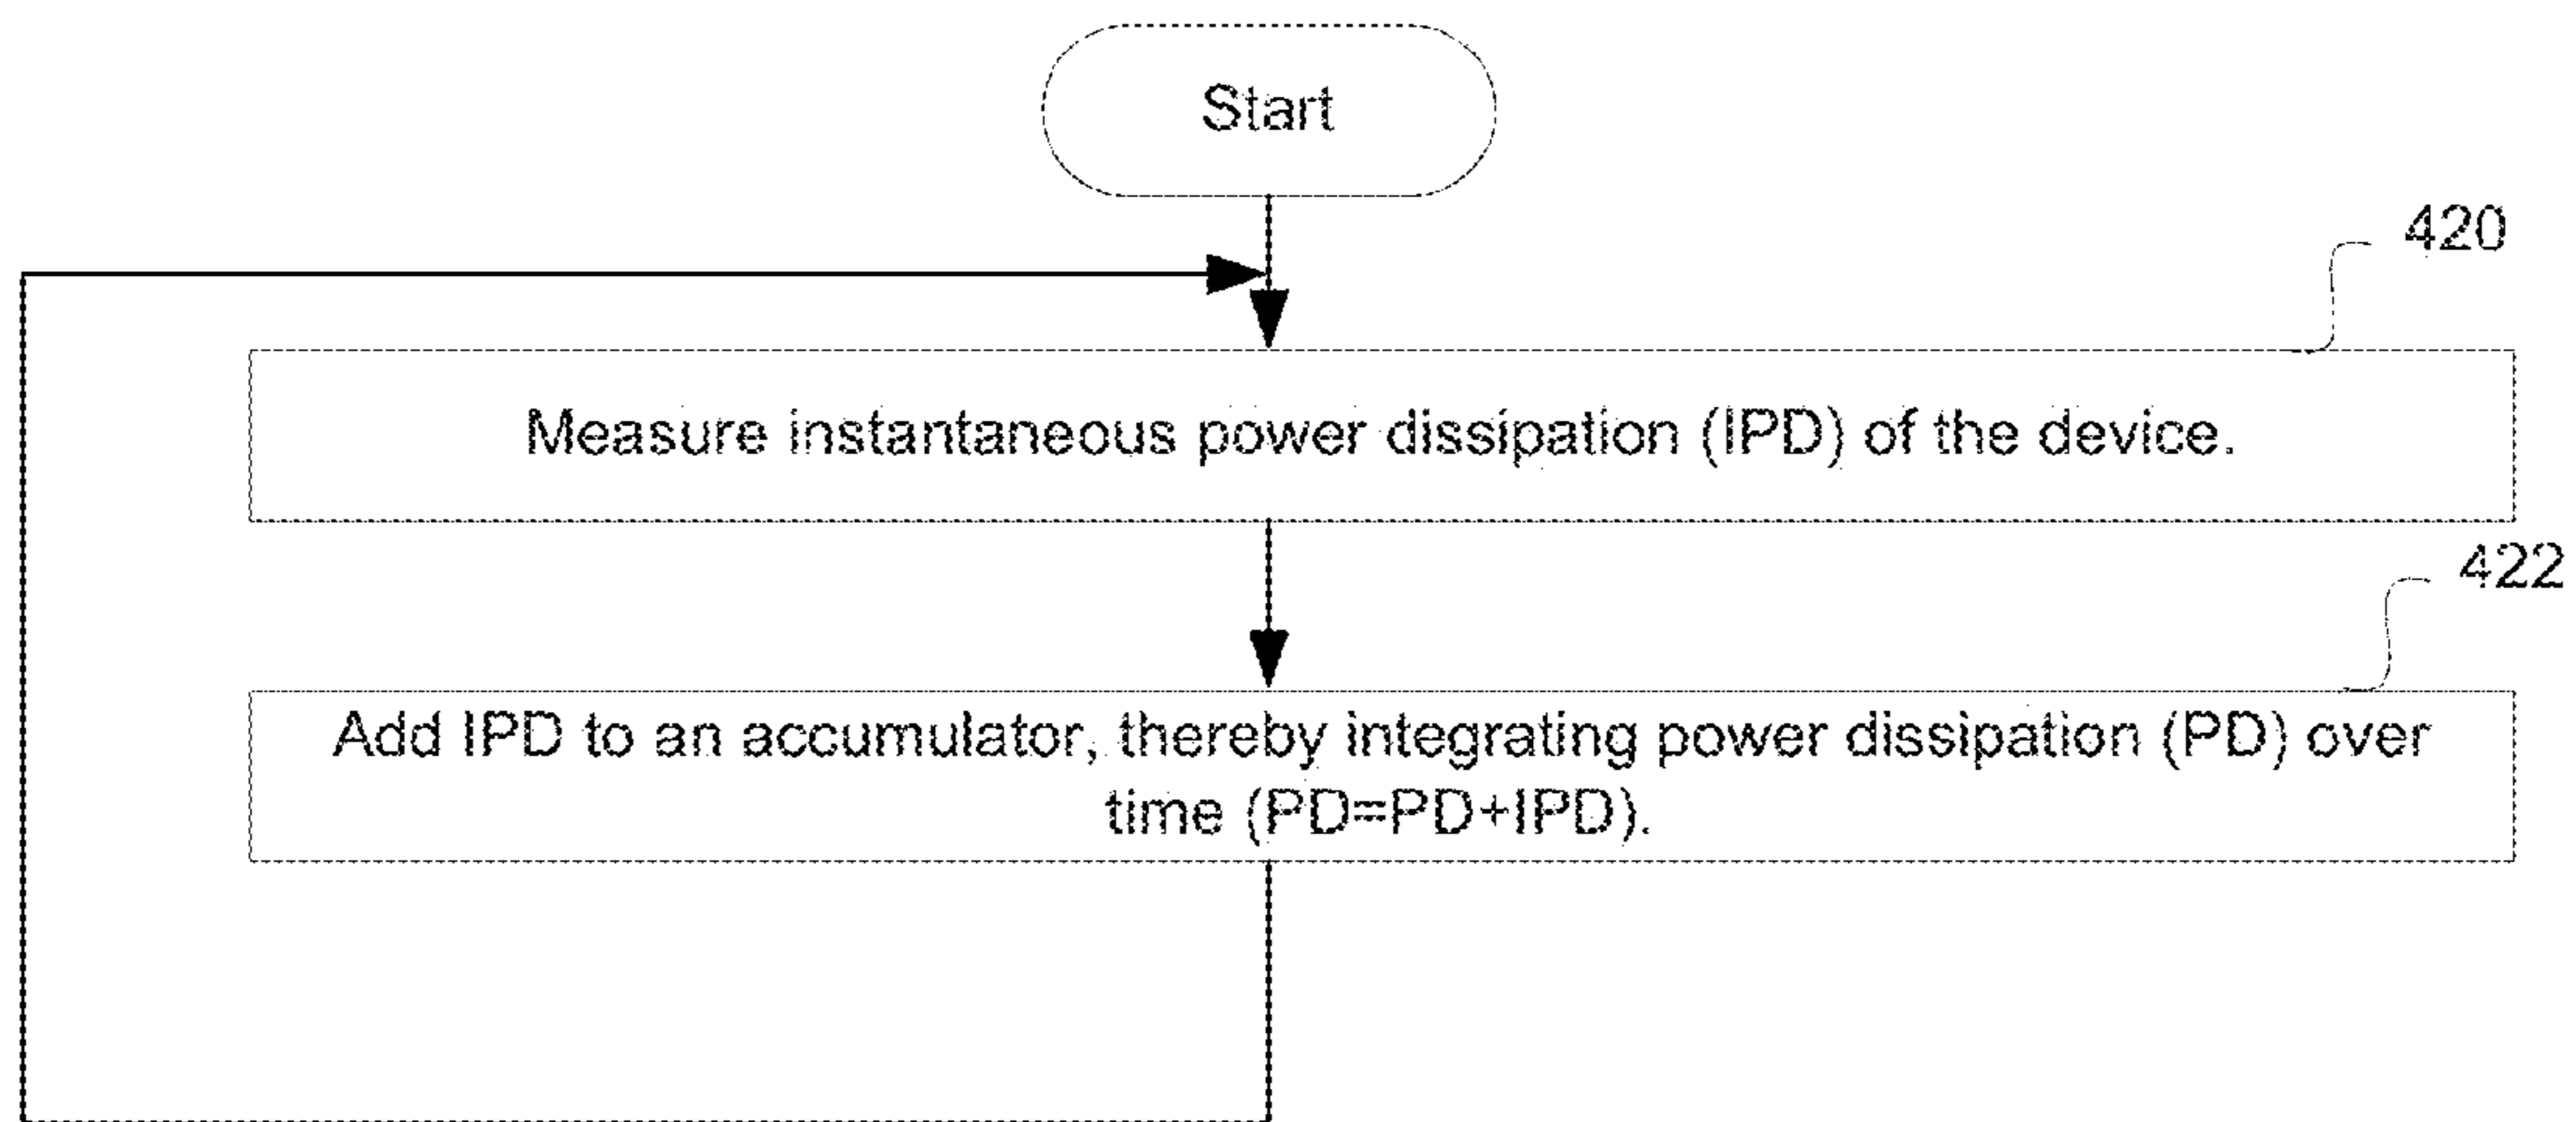 Start
420
Measure instantaneous power dissipation (IPD) of the device.
422
Add IPD to an accumulator, thereby integrating power dissipation (PD) over
time (PD=PD+IPD).